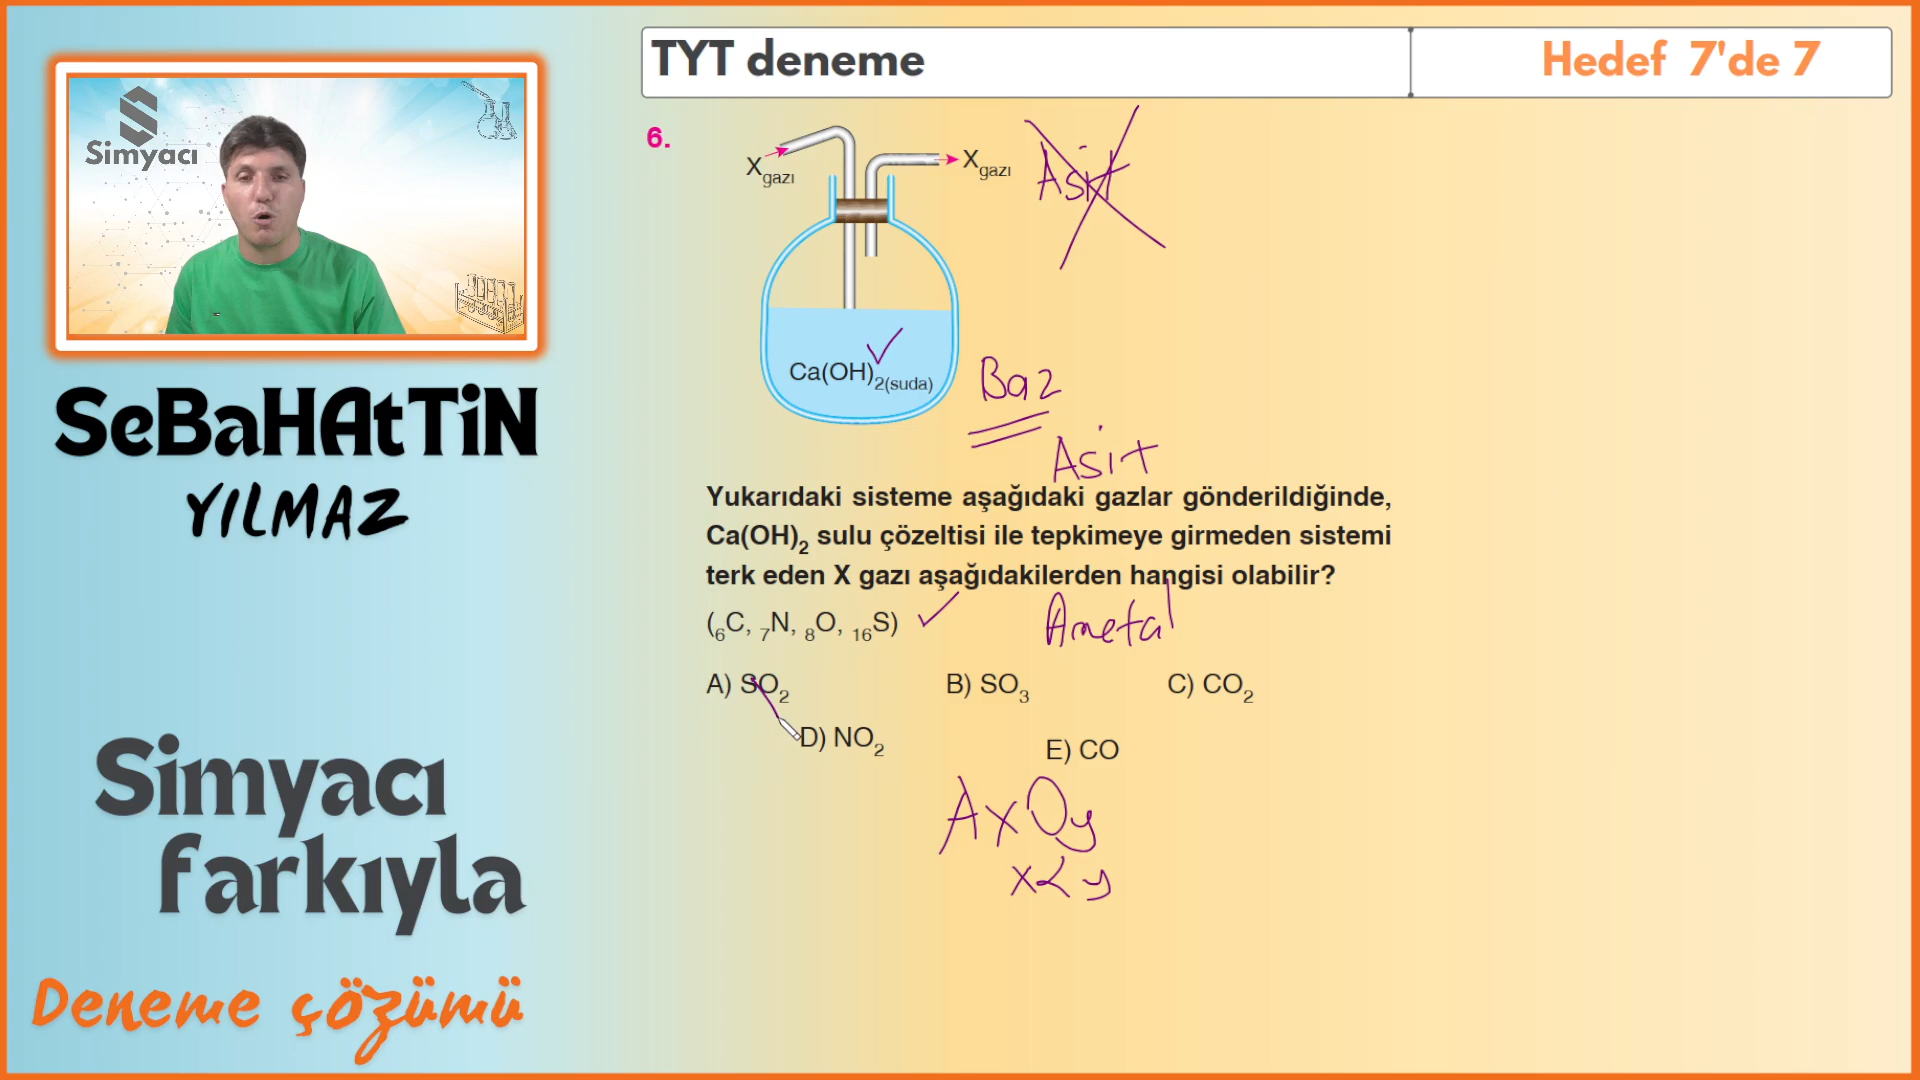 TYT deneme
Hedef 7'de 7
Simyacı
SeBaHAtTiN
YILMAZ
Simyacı
farkıyla
Deneme çözümü
6.
X gazı
X gazı
Asit
Ca(OH)2(suda)
Baz
Asit
Yukarıdaki sisteme aşağıdaki gazlar gönderildiğinde,
Ca(OH)2 sulu çözeltisi ile tepkimeye girmeden sistemi
terk eden X gazı aşağıdakilerden hangisi olabilir?
(6C, 7N, 8O, 16S)
Ametal
A) SO2 B) SO3 C) CO2
D) NO2 E) CO
AxOy
x<y